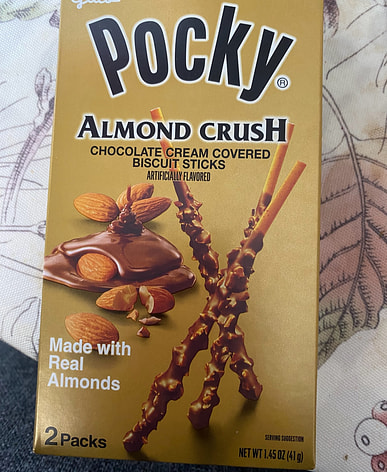 Glico
Pocky®
ALMOND CRUSH
CHOCOLATE CREAM COVERED
BISCUIT STICKS
ARTIFICIALLY FLAVORED
Made with
Real
Almonds
2 Packs
SERVING SUGGESTION
NET WT 1.45 OZ (41 g)